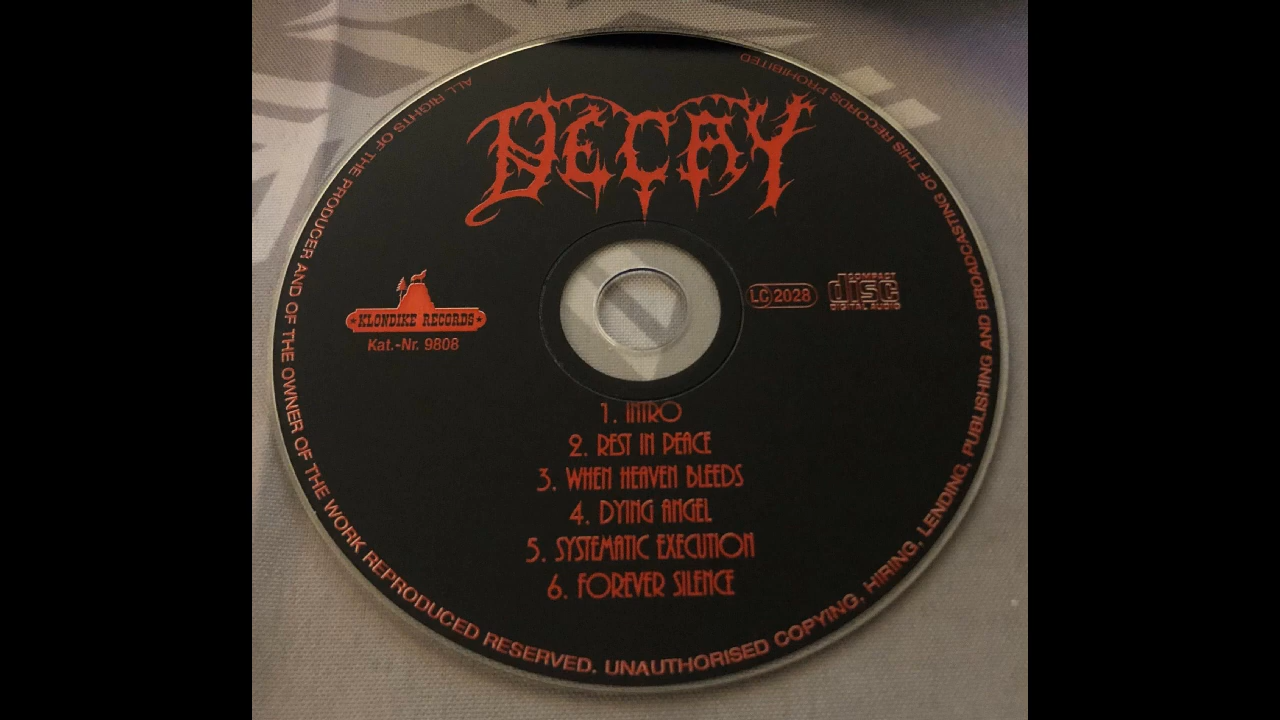 DECAY
KLONDIKE RECORDS
Kat.-Nr. 9808
LC 2028
COMPACT
disc
DIGITAL AUDIO
1. INTRO
2. REST IN PEACE
3. WHEN HEAVEN BLEEDS
4. DYING ANGEL
5. SYSTEMATIC EXECUTION
6. FOREVER SILENCE
ALL RIGHTS OF THE PRODUCER AND OF THE OWNER OF THE WORK REPRODUCED RESERVED. UNAUTHORISED COPYING, HIRING, LENDING, PUBLISHING AND BROADCASTING OF THIS RECORDS PROHIBITED